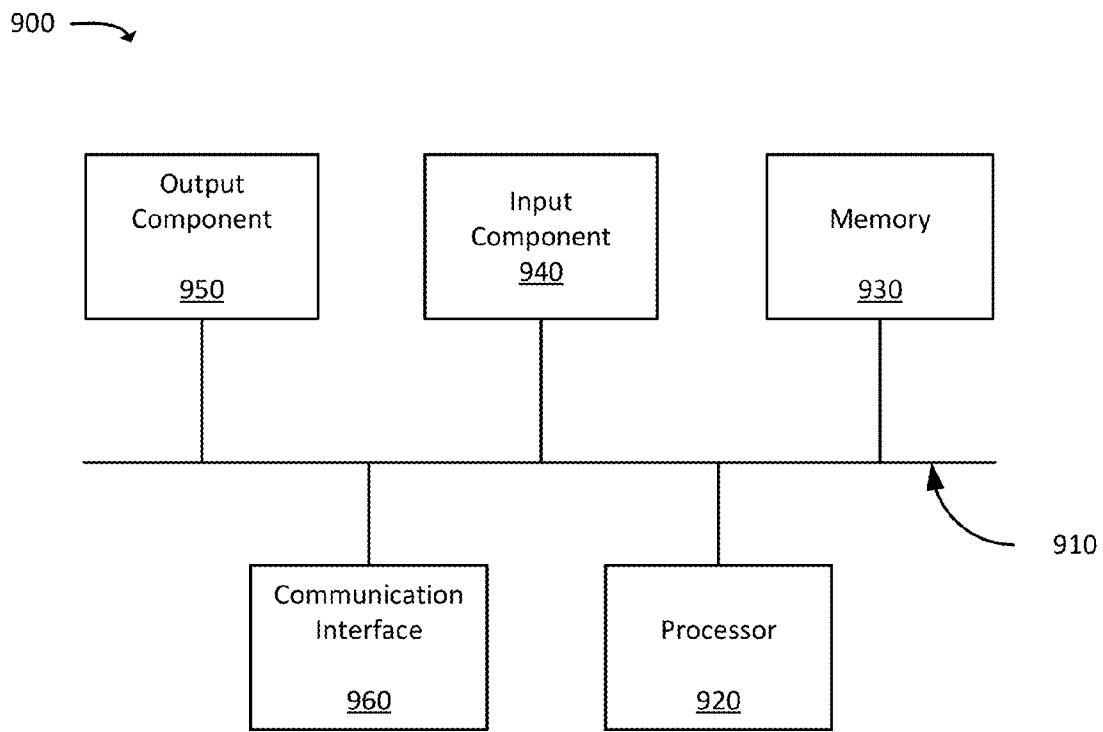 900
Output
Component
950
Input
Component
940
Memory
930
910
Communication
Interface
960
Processor
920